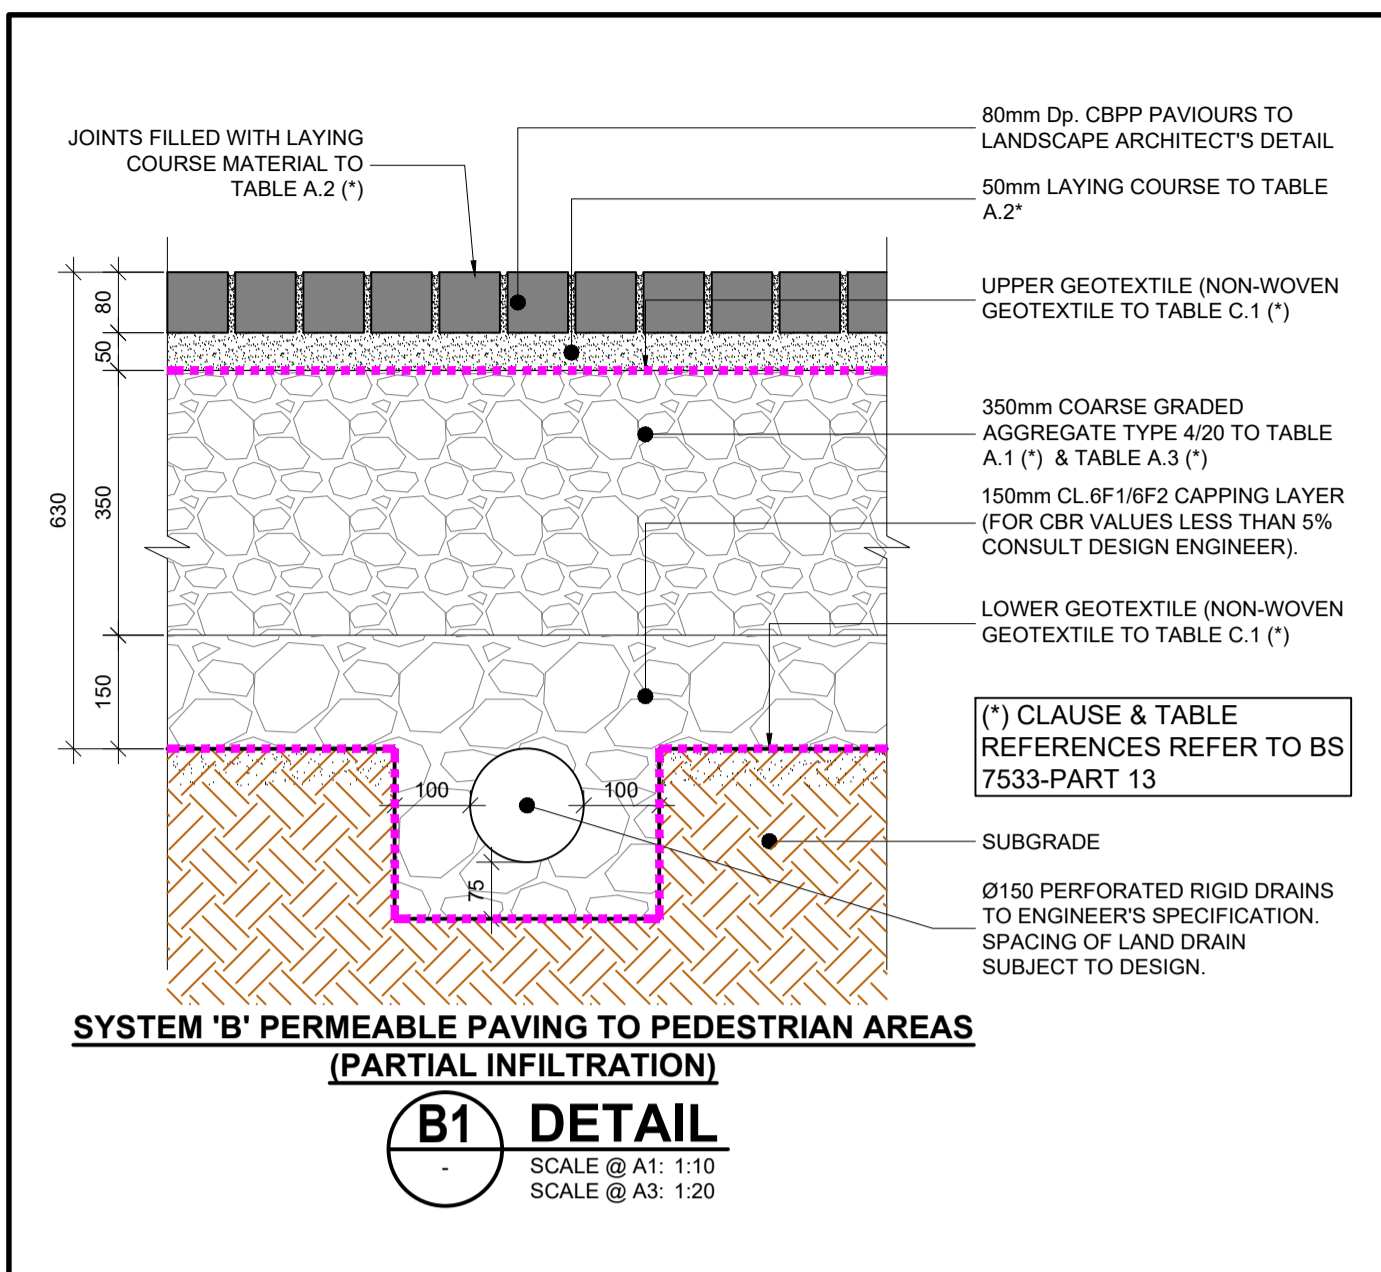 JOINTS FILLED WITH LAYING
COURSE MATERIAL TO
TABLE A.2 (*)
80mm Dp. CBPP PAVIOURS TO
LANDSCAPE ARCHITECT'S DETAIL
50mm LAYING COURSE TO TABLE
A.2*
UPPER GEOTEXTILE (NON-WOVEN
GEOTEXTILE TO TABLE C.1 (*)
350mm COARSE GRADED
AGGREGATE TYPE 4/20 TO TABLE
A.1 (*) & TABLE A.3 (*)
150mm CL.6F1/6F2 CAPPING LAYER
(FOR CBR VALUES LESS THAN 5%
CONSULT DESIGN ENGINEER).
LOWER GEOTEXTILE (NON-WOVEN
GEOTEXTILE TO TABLE C.1 (*)
(*) CLAUSE & TABLE
REFERENCES REFER TO BS
7533-PART 13
SUBGRADE
Ø150 PERFORATED RIGID DRAINS
TO ENGINEER'S SPECIFICATION.
SPACING OF LAND DRAIN
SUBJECT TO DESIGN.
80
50
350
630
150
100
100
75
SYSTEM 'B' PERMEABLE PAVING TO PEDESTRIAN AREAS
(PARTIAL INFILTRATION)
B1
-
DETAIL
SCALE @ A1: 1:10
SCALE @ A3: 1:20